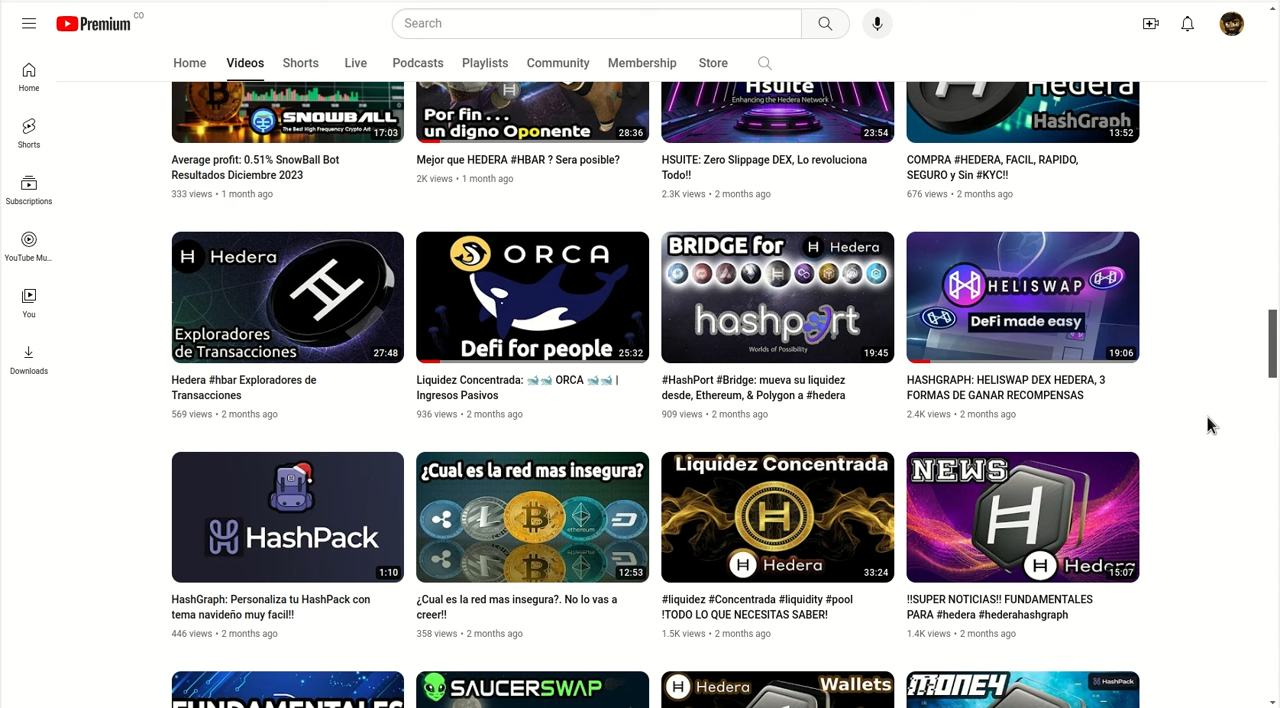 Premium CO
Search
Home
Videos
Shorts
Live
Podcasts
Playlists
Community
Membership
Store
Home
Shorts
Subscriptions
YouTube Mu...
You
Downloads
SNOWBALL
The Best High Frequency Crypto Art
17:03
Por fin . . .
un digno Oponente
28:36
Hsuite
Enhancing the Hedera Network
23:54
Hedera
HashGraph
13:52
Average profit: 0.51% SnowBall Bot
Resultados Diciembre 2023
333 views • 1 month ago
Mejor que HEDERA #HBAR ? Sera posible?
2K views • 1 month ago
HSUITE: Zero Slippage DEX, Lo revoluciona
Todo!!
2.3K views • 2 months ago
COMPRA #HEDERA, FACIL, RAPIDO,
SEGURO y Sin #KYC!!
676 views • 2 months ago
H Hedera
Exploradores
de Transacciones
27:48
ORCA
Defi for people
25:32
BRIDGE for
H Hedera
hashport
Worlds of Possibility
19:45
HELISWAP
DeFi made easy
19:06
Hedera #hbar Exploradores de
Transacciones
569 views • 2 months ago
Liquidez Concentrada: 🐋🐋 ORCA 🐋🐋 |
Ingresos Pasivos
936 views • 2 months ago
#HashPort #Bridge: mueva su liquidez
desde, Ethereum, & Polygon a #hedera
909 views • 2 months ago
HASHGRAPH: HELISWAP DEX HEDERA, 3
FORMAS DE GANAR RECOMPENSAS
2.4K views • 2 months ago
HashPack
1:10
¿Cual es la red mas insegura?
ethereum
12:53
Liquidez Concentrada
H Hedera
33:24
NEWS
H Hedera
15:07
HashGraph: Personaliza tu HashPack con
tema navideño muy facil!!
446 views • 2 months ago
¿Cual es la red mas insegura?. No lo vas a
creer!!
358 views • 2 months ago
#liquidez #Concentrada #liquidity #pool
!TODO LO QUE NECESITAS SABER!
1.5K views • 2 months ago
!!SUPER NOTICIAS!! FUNDAMENTALES
PARA #hedera #hederahashgraph
1.4K views • 2 months ago
FUNDAMENTALES
SAUCERSWAP
H Hedera
Wallets
MONEY
HashPack